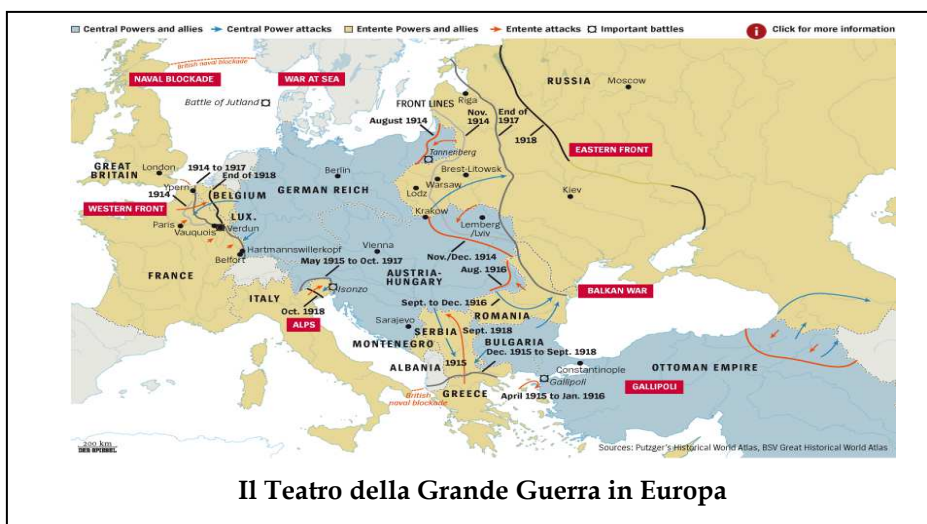 Central Powers and allies Central Power attacks Entente Powers and allies Entente attacks Important battles i Click for more information
British naval blockade
NAVAL BLOCKADE
WAR AT SEA
RUSSIA
Moscow
Battle of Jutland
FRONT LINES
Riga
August 1914
Nov.
1914
End of
1917
1918
EASTERN FRONT
GREAT
BRITAIN
London
1914 to 1917
End of 1918
Ypern
1914
BELGIUM
Berlin
GERMAN REICH
Tannenberg
Brest-Litowsk
Warsaw
Lodz
Kiev
WESTERN FRONT
LUX.
Paris
Verdun
Vauquois
Krakow
Lemberg
/Lviv
Hartmannswillerkopf
Belfort
Vienna
May 1915 to Oct. 1917
Nov./Dec. 1914
FRANCE
AUSTRIA-
HUNGARY
Aug. 1916
ITALY
Isonzo
Sept. to Dec. 1916
BALKAN WAR
Oct. 1918
ALPS
Sarajevo
ROMANIA
SERBIA
Sept. 1918
MONTENEGRO
BULGARIA
Dec. 1915 to Sept. 1918
ALBANIA
1915
Constantinople
OTTOMAN EMPIRE
Gallipoli
GALLIPOLI
British
naval blockade
GREECE
April 1915 to Jan. 1916
200 km
DER SPIEGEL
Sources: Putzger's Historical World Atlas, BSV Great Historical World Atlas
Il Teatro della Grande Guerra in Europa